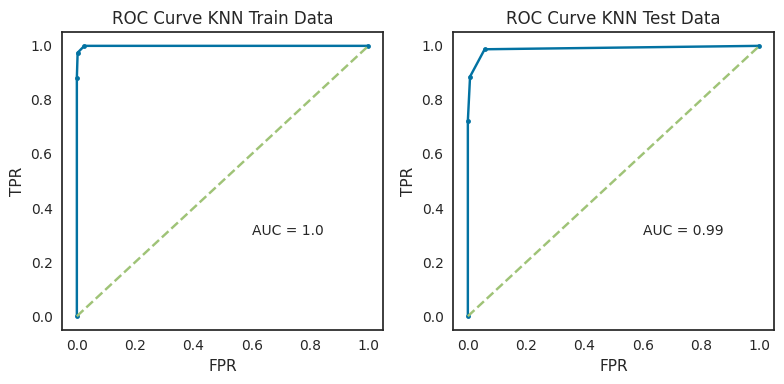 ROC Curve KNN Train Data
1.0
0.8
0.6
0.4
0.2
0.0
TPR
AUC = 1.0
0.0 0.2 0.4 0.6 0.8 1.0
FPR
ROC Curve KNN Test Data
1.0
0.8
0.6
0.4
0.2
0.0
TPR
AUC = 0.99
0.0 0.2 0.4 0.6 0.8 1.0
FPR